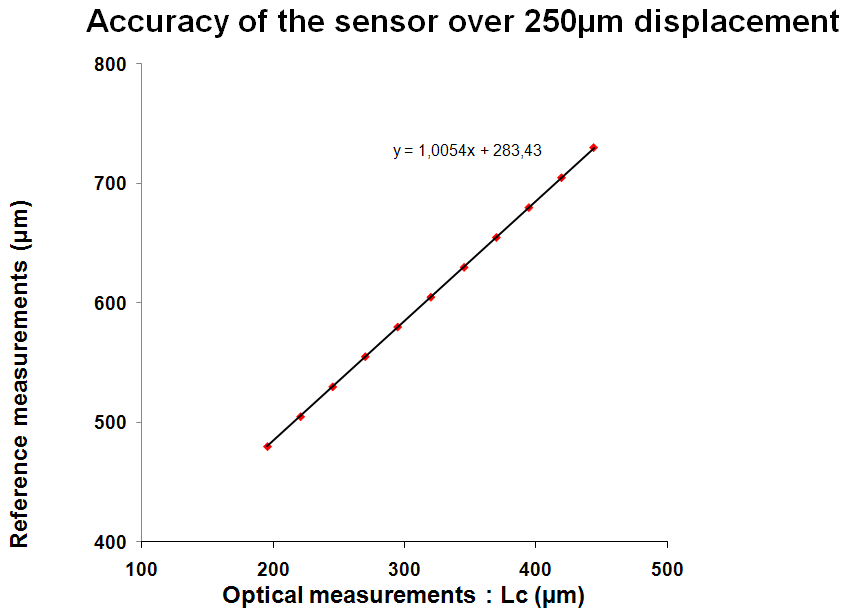 Accuracy of the sensor over 250µm displacement
800
y = 1,0054x + 283,43
700
600
500
400
Reference measurements (µm)
100 200 300 400 500
Optical measurements : Lc (µm)